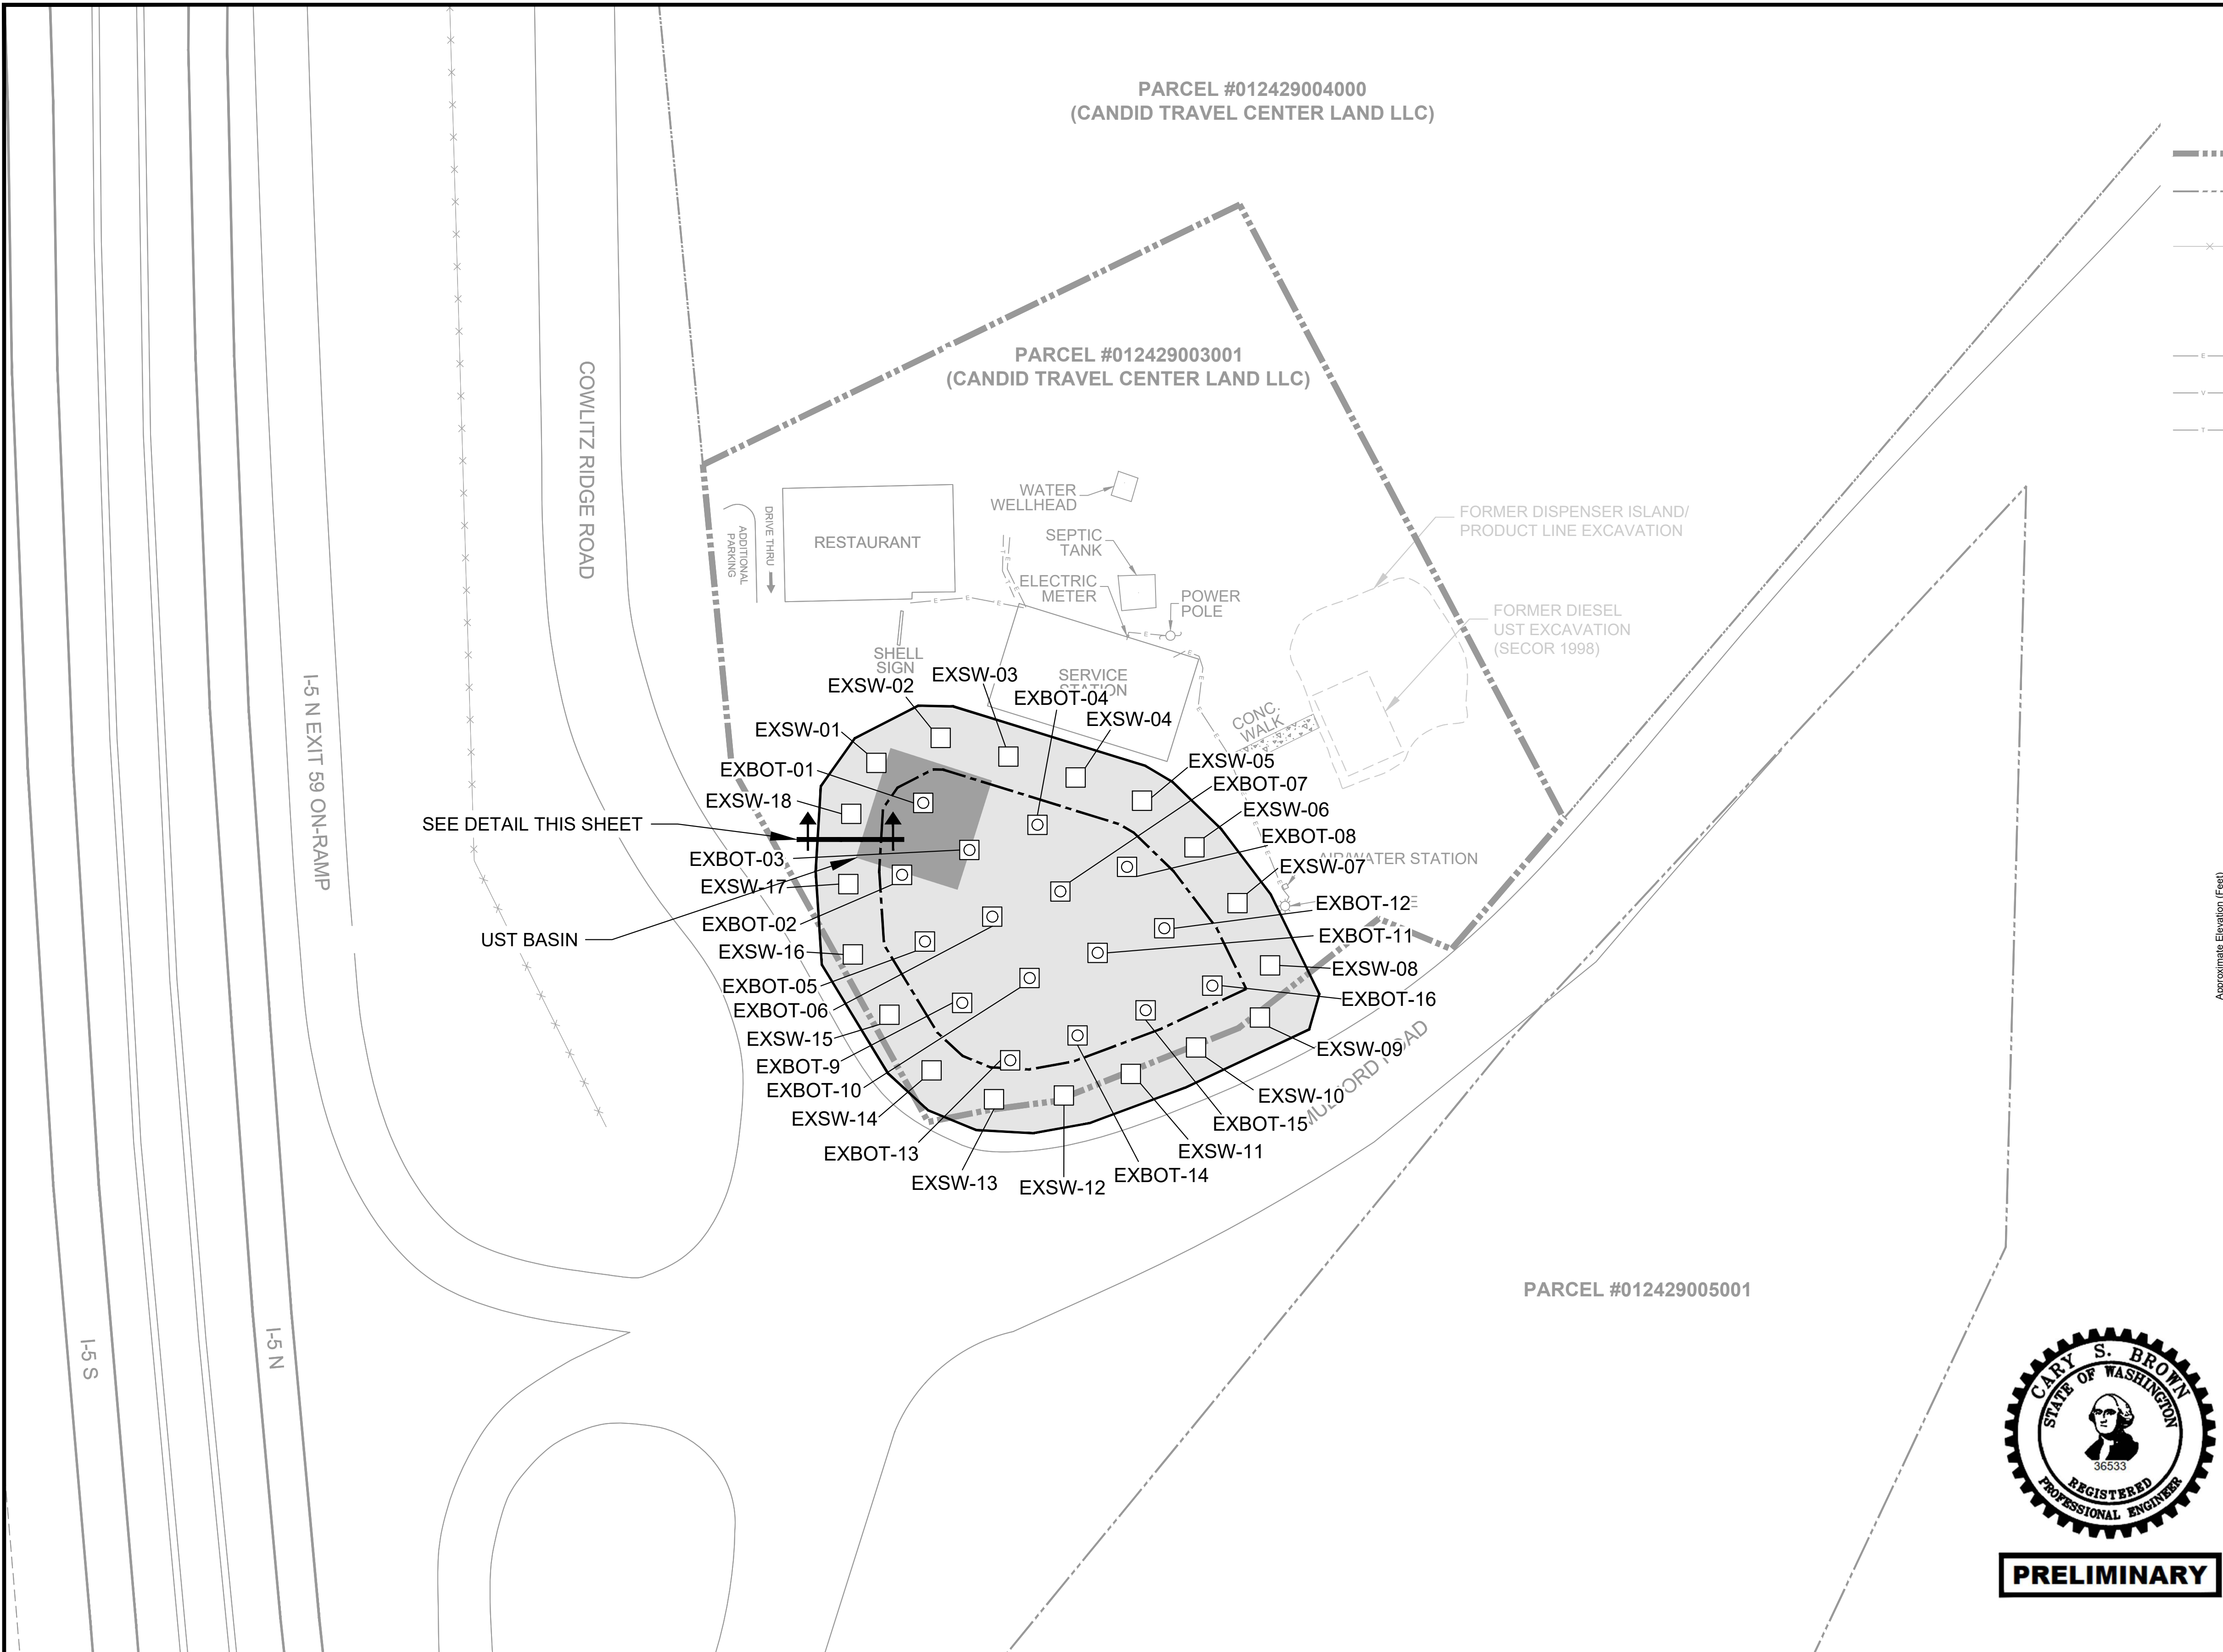 PARCEL #012429004000
(CANDID TRAVEL CENTER LAND LLC)
PARCEL #012429003001
(CANDID TRAVEL CENTER LAND LLC)
COWLITZ RIDGE ROAD
DRIVE THRU
ADDITIONAL
PARKING
RESTAURANT
WATER
WELLHEAD
SEPTIC
TANK
ELECTRIC
METER
POWER
POLE
FORMER DISPENSER ISLAND/
PRODUCT LINE EXCAVATION
FORMER DIESEL
UST EXCAVATION
(SECOR 1998)
SHELL
SIGN
SERVICE
STATION
CONC.
WALK
I-5 N EXIT 59 ON-RAMP
EXSW-03
EXSW-02
EXBOT-04
EXSW-04
EXSW-01
EXSW-05
EXBOT-01
EXBOT-07
EXSW-18
EXSW-06
SEE DETAIL THIS SHEET
EXBOT-08
EXBOT-03
WATER STATION
EXSW-07
EXSW-17
EXBOT-12
EXBOT-02
EXBOT-11
UST BASIN
EXSW-16
EXSW-08
EXBOT-05
EXBOT-16
EXBOT-06
EXSW-15
EXSW-09
EXBOT-9
EXBOT-10
EXSW-10
EXSW-14
EXBOT-15
EXBOT-13
EXSW-11
EXBOT-14
EXSW-13
EXSW-12
Approximate Elevation (Feet)
PARCEL #012429005001
I-5 S
I-5 N
CARY S. BROWN
STATE OF WASHINGTON
36533
REGISTERED
PROFESSIONAL ENGINEER
PRELIMINARY